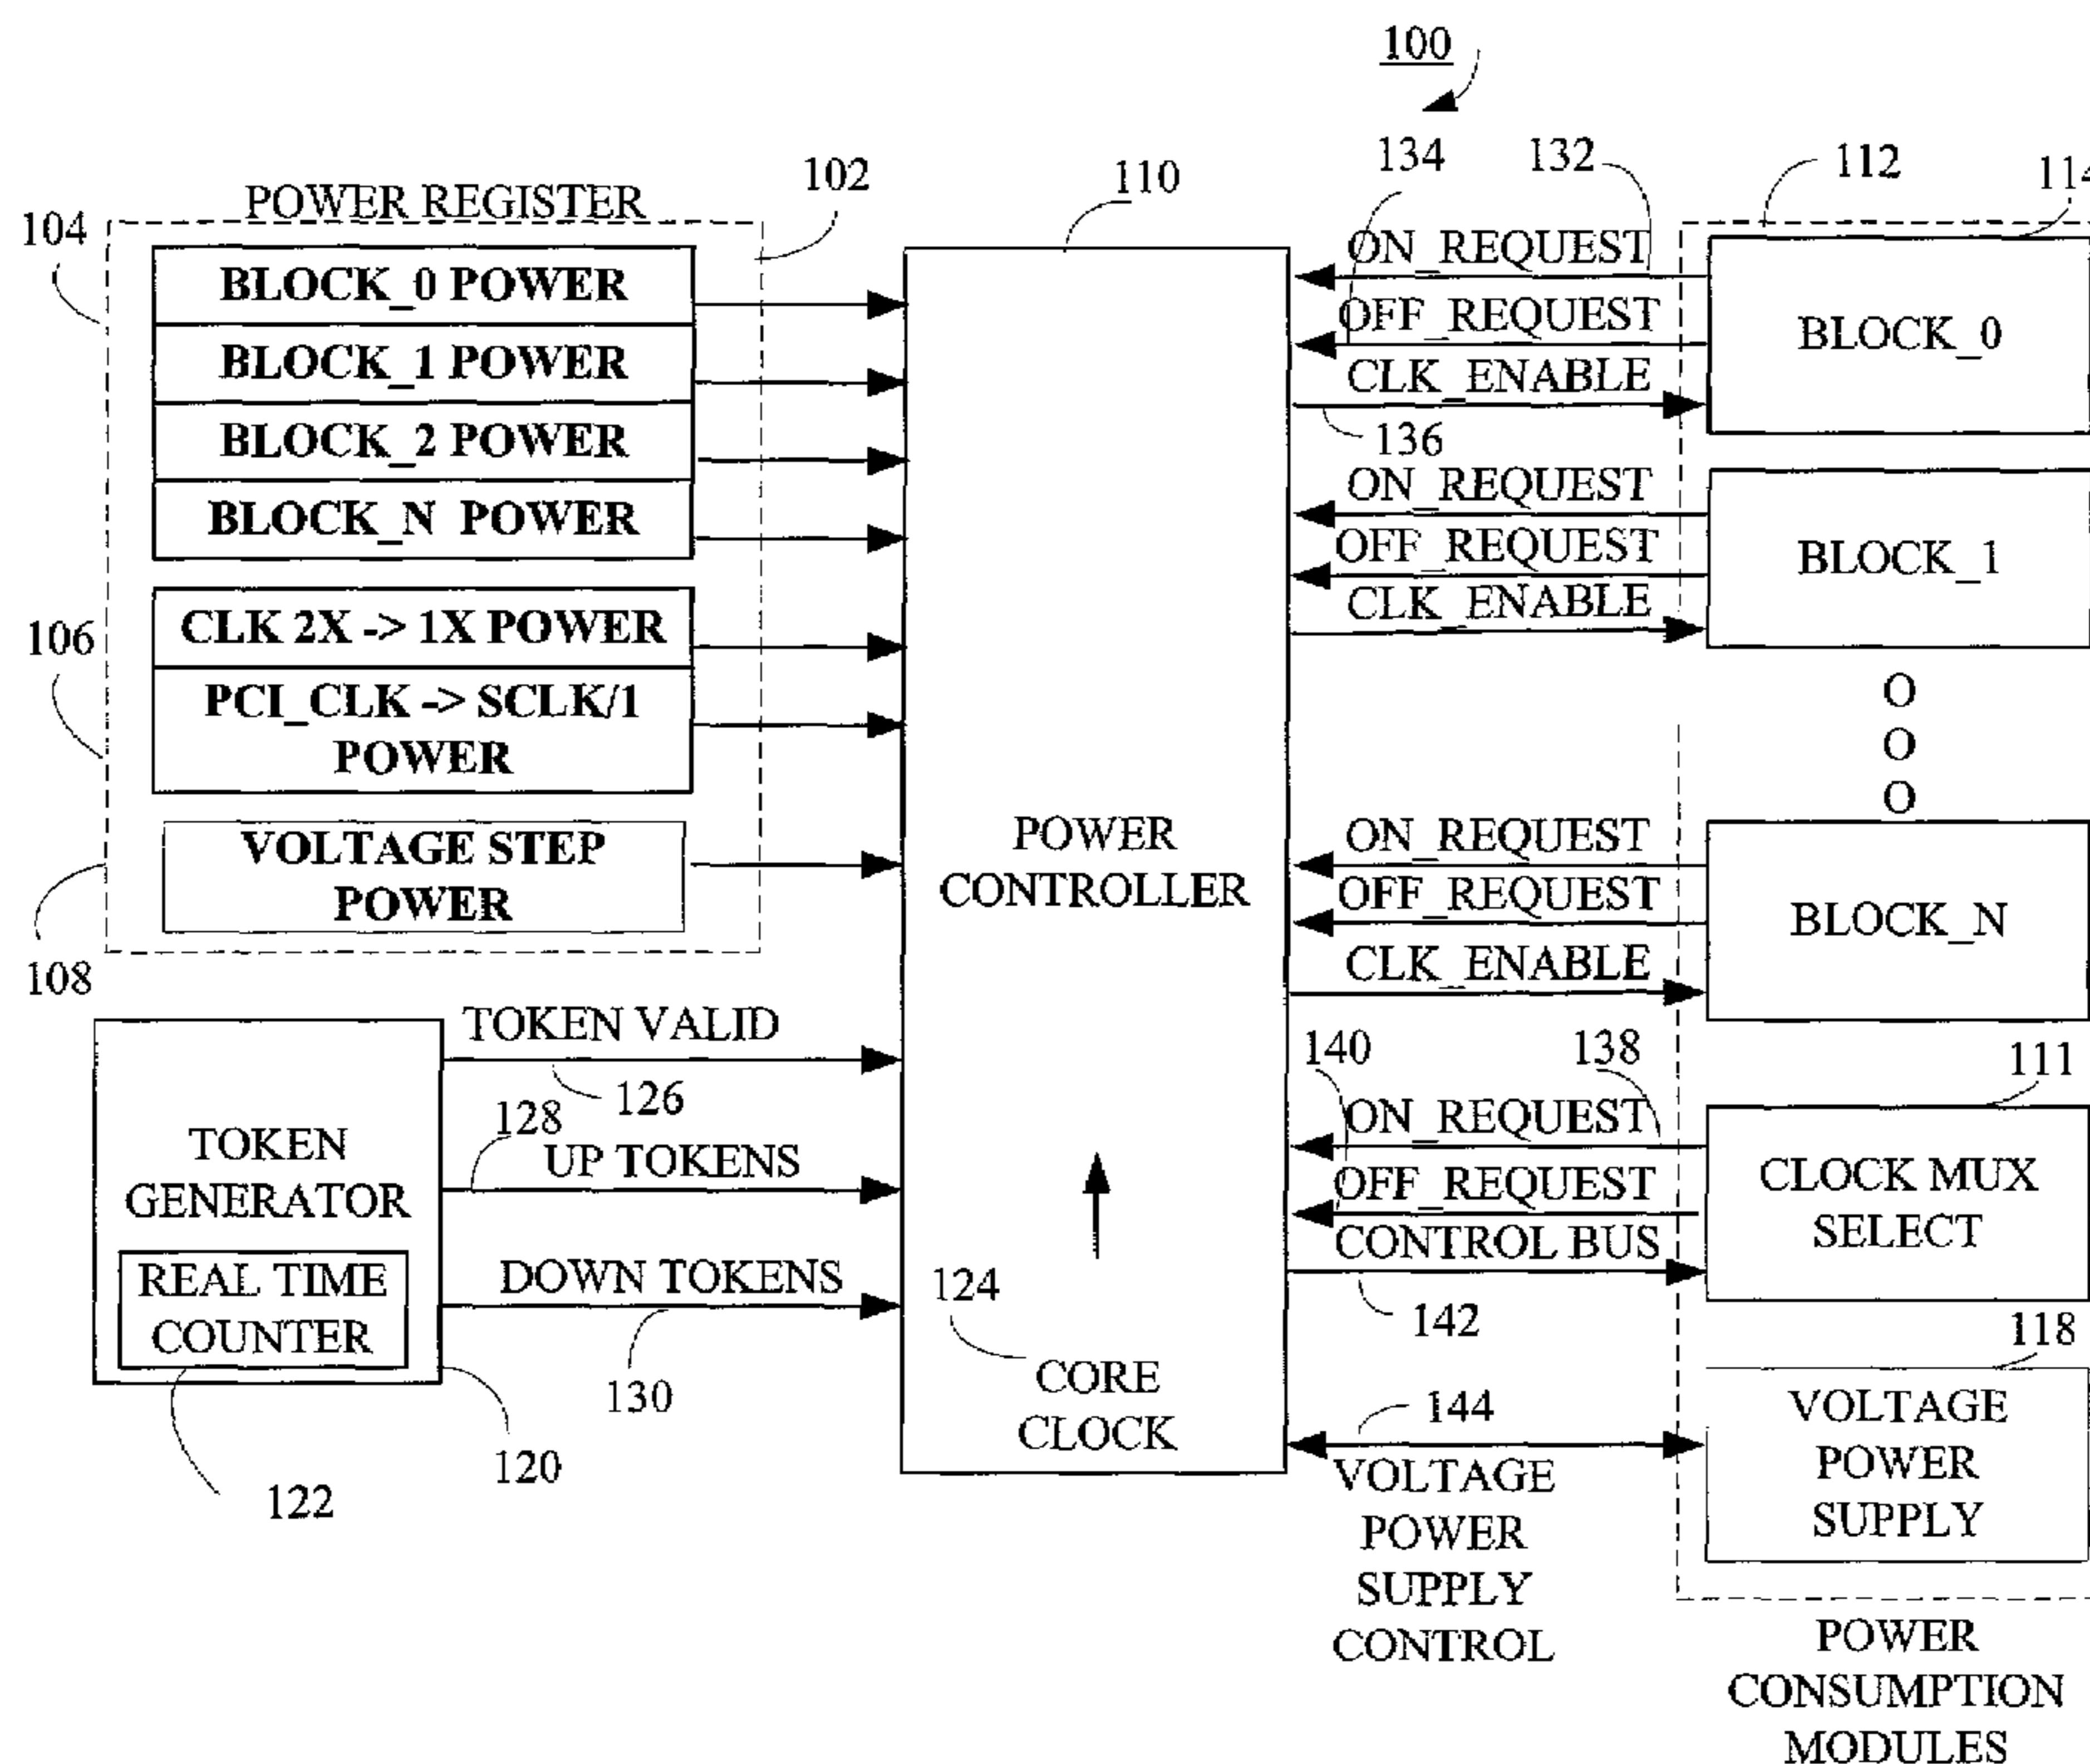 100
POWER REGISTER
102
104
BLOCK_0 POWER
BLOCK_1 POWER
BLOCK_2 POWER
BLOCK_N POWER
106
CLK 2X -> 1X POWER
PCI_CLK -> SCLK/1
POWER
VOLTAGE STEP
POWER
108
TOKEN
GENERATOR
REAL TIME
COUNTER
122
120
TOKEN VALID
126
128
UP TOKENS
DOWN TOKENS
130
110
POWER
CONTROLLER
124
CORE
CLOCK
134
132
112
114
ON_REQUEST
OFF_REQUEST
CLK_ENABLE
136
BLOCK_0
ON_REQUEST
OFF_REQUEST
CLK_ENABLE
BLOCK_1
O
O
O
ON_REQUEST
OFF_REQUEST
CLK_ENABLE
BLOCK_N
140
138
111
ON_REQUEST
OFF_REQUEST
CONTROL BUS
142
CLOCK MUX
SELECT
118
144
VOLTAGE
POWER
SUPPLY
CONTROL
VOLTAGE
POWER
SUPPLY
POWER
CONSUMPTION
MODULES